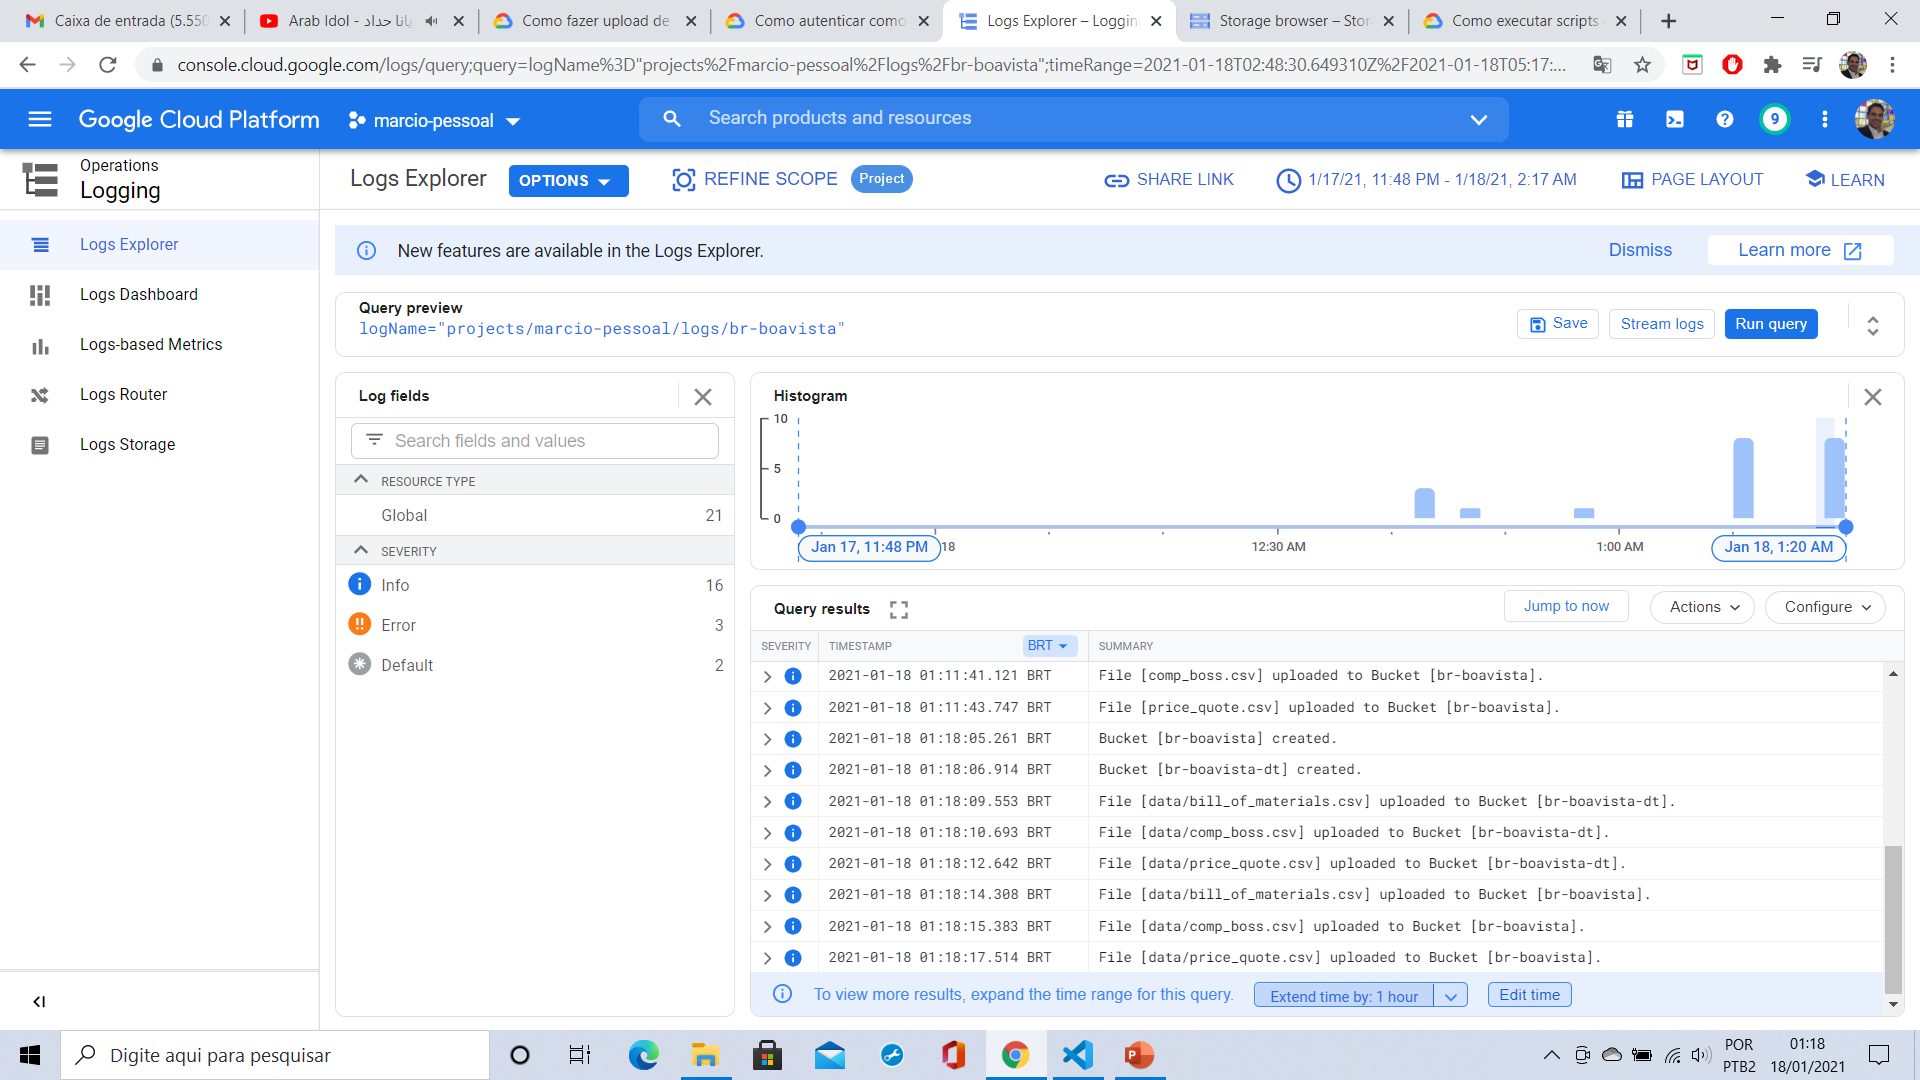 Caixa de entrada (5.550
Arab Idol - يانا حداد
Como fazer upload de
Como autenticar como
Logs Explorer – Logging
Storage browser – Stor
Como executar scripts
console.cloud.google.com/logs/query;query=logName%3D"projects%2Fmarcio-pessoal%2Flogs%2Fbr-boavista";timeRange=2021-01-18T02:48:30.649310Z%2F2021-01-18T05:17:...
Google Cloud Platform
marcio-pessoal
Search products and resources
9
Operations
Logging
Logs Explorer
OPTIONS
REFINE SCOPE
Project
SHARE LINK
1/17/21, 11:48 PM - 1/18/21, 2:17 AM
PAGE LAYOUT
LEARN
Logs Explorer
Logs Dashboard
Logs-based Metrics
Logs Router
Logs Storage
New features are available in the Logs Explorer.
Dismiss
Learn more
Query preview
logName="projects/marcio-pessoal/logs/br-boavista"
Save
Stream logs
Run query
Log fields
Search fields and values
RESOURCE TYPE
Global 21
SEVERITY
Info 16
Error 3
Default 2
Histogram
10
5
0
Jan 17, 11:48 PM
18
12:30 AM
1:00 AM
Jan 18, 1:20 AM
Query results
Jump to now
Actions
Configure
SEVERITY TIMESTAMP BRT SUMMARY
2021-01-18 01:11:41.121 BRT File [comp_boss.csv] uploaded to Bucket [br-boavista].
2021-01-18 01:11:43.747 BRT File [price_quote.csv] uploaded to Bucket [br-boavista].
2021-01-18 01:18:05.261 BRT Bucket [br-boavista] created.
2021-01-18 01:18:06.914 BRT Bucket [br-boavista-dt] created.
2021-01-18 01:18:09.553 BRT File [data/bill_of_materials.csv] uploaded to Bucket [br-boavista-dt].
2021-01-18 01:18:10.693 BRT File [data/comp_boss.csv] uploaded to Bucket [br-boavista-dt].
2021-01-18 01:18:12.642 BRT File [data/price_quote.csv] uploaded to Bucket [br-boavista-dt].
2021-01-18 01:18:14.308 BRT File [data/bill_of_materials.csv] uploaded to Bucket [br-boavista].
2021-01-18 01:18:15.383 BRT File [data/comp_boss.csv] uploaded to Bucket [br-boavista].
2021-01-18 01:18:17.514 BRT File [data/price_quote.csv] uploaded to Bucket [br-boavista].
To view more results, expand the time range for this query.
Extend time by: 1 hour
Edit time
Digite aqui para pesquisar
POR
PTB2
01:18
18/01/2021